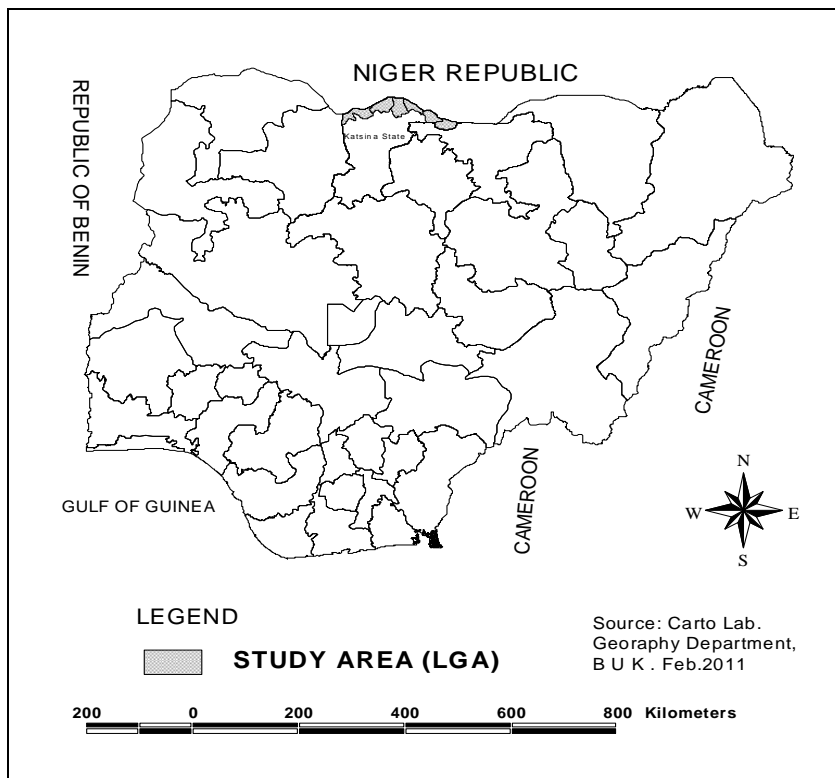 NIGER REPUBLIC
REPUBLIC OF BENIN
Katsina State
CAMEROON
CAMEROON
GULF OF GUINEA
N
W E
S
LEGEND
STUDY AREA (LGA)
Source: Carto Lab.
Georaphy Department,
B U K . Feb.2011
200 0 200 400 600 800 Kilometers